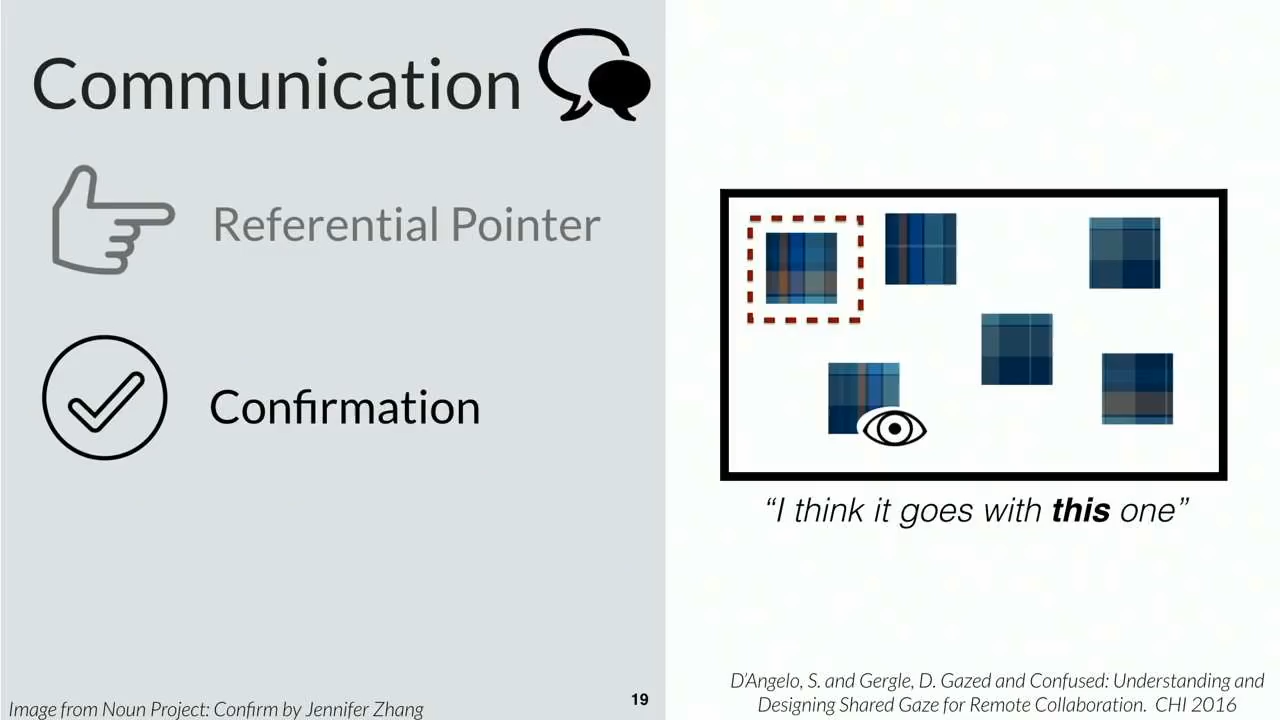 Communication
Referential Pointer
Confirmation
“I think it goes with this one”
D’Angelo, S. and Gergle, D. Gazed and Confused: Understanding and
Designing Shared Gaze for Remote Collaboration. CHI 2016
Image from Noun Project: Confirm by Jennifer Zhang
19